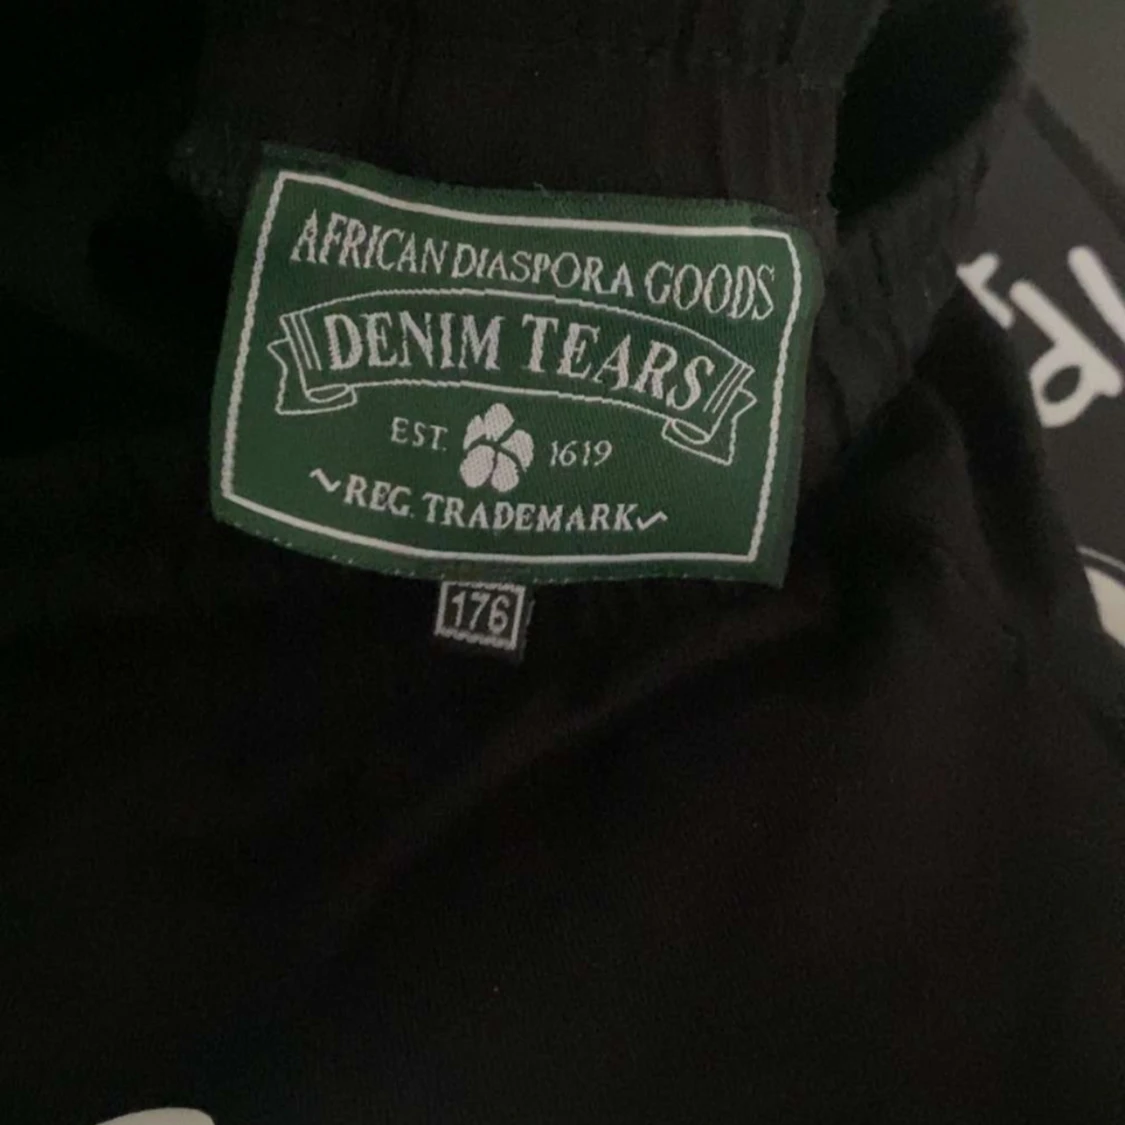 AFRICAN DIASPORA GOODS
DENIM TEARS
EST. 1619
~REG. TRADEMARK~
176